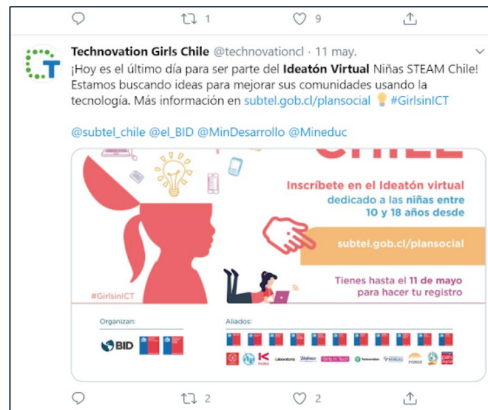 1 9
Technovation Girls Chile @technovationcl · 11 may.
¡Hoy es el último día para ser parte del Ideatón Virtual Niñas STEAM Chile!
Estamos buscando ideas para mejorar sus comunidades usando la
tecnología. Más información en subtel.gob.cl/plansocial 💡 #GirlsinICT
@subtel_chile @el_BID @MinDesarrollo @Mineduc
CHILE
Inscríbete en el Ideatón virtual
dedicado a las niñas entre
10 y 18 años desde
subtel.gob.cl/plansocial
Tienes hasta el 11 de mayo
para hacer tu registro
#GirlsinICT
Organizan:
Aliados:
BID
2 2